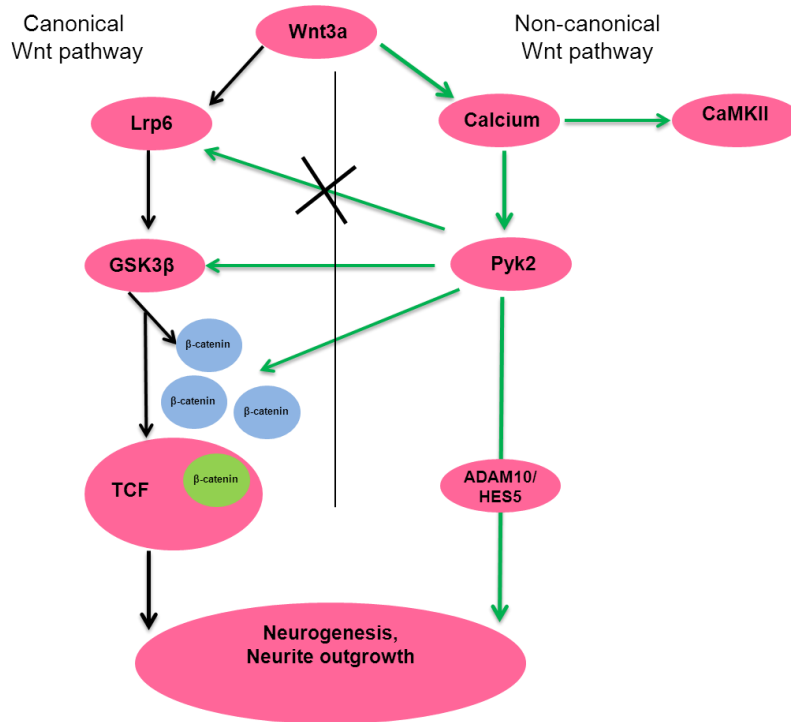 Canonical
Wnt pathway
Wnt3a
Non-canonical
Wnt pathway
Lrp6
Calcium
CaMKII
GSK3β
Pyk2
β-catenin
β-catenin
β-catenin
TCF
β-catenin
ADAM10/
HES5
Neurogenesis,
Neurite outgrowth